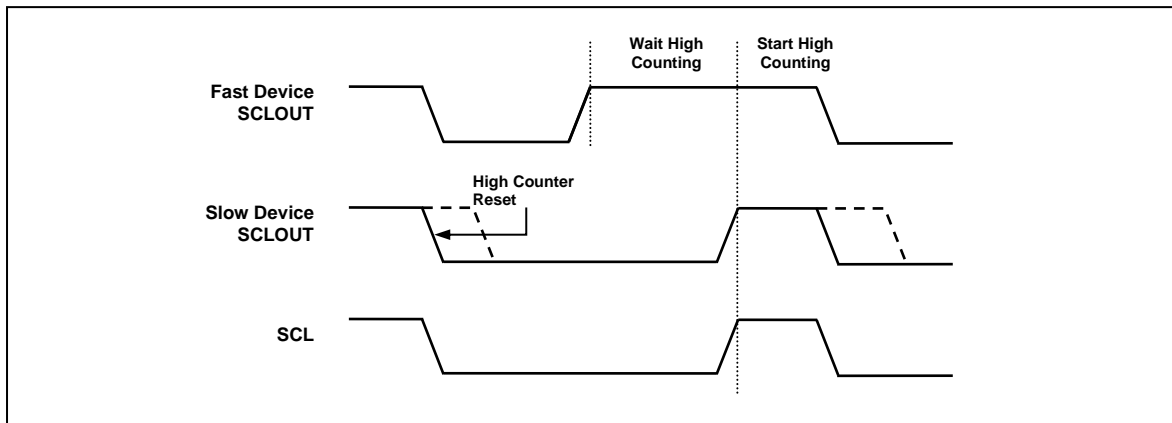 Wait High
Counting
Start High
Counting
Fast Device
SCLOUT
High Counter
Reset
Slow Device
SCLOUT
SCL